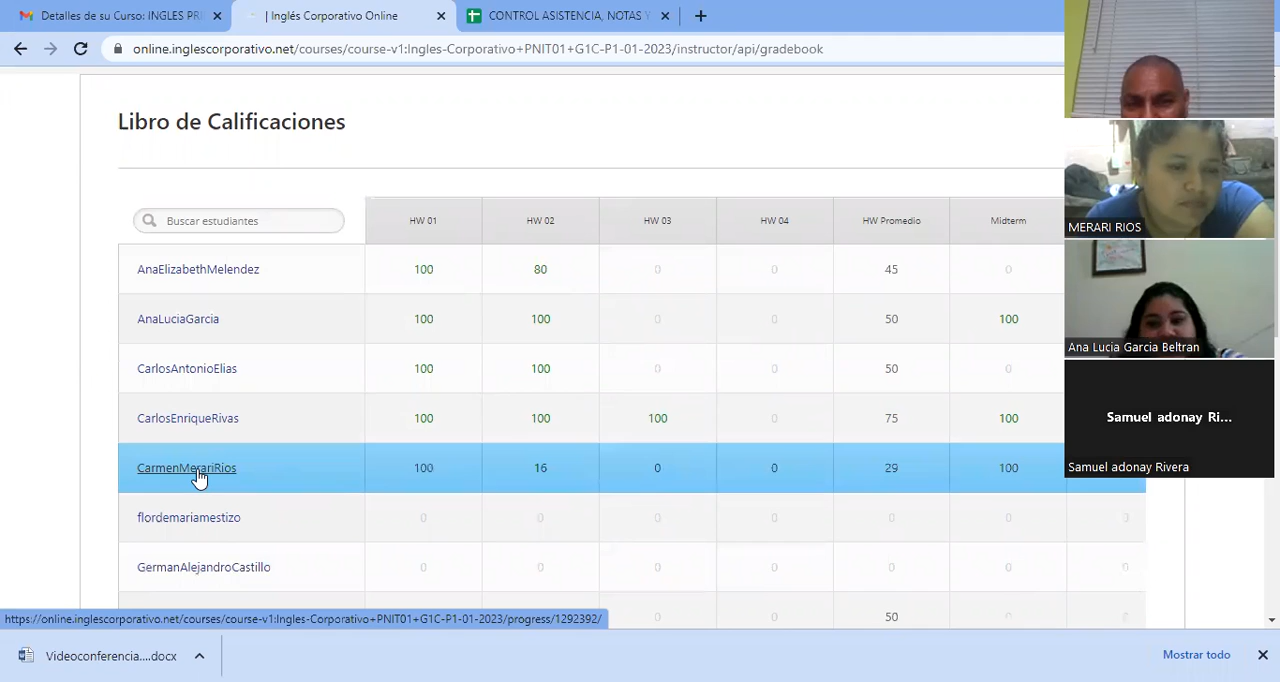 Detalles de su Curso: INGLES PRI
| Inglés Corporativo Online
CONTROL ASISTENCIA, NOTAS Y
online.inglescorporativo.net/courses/course-v1:Ingles-Corporativo+PNIT01+G1C-P1-01-2023/instructor/api/gradebook
Libro de Calificaciones
Buscar estudiantes HW 01 HW 02 HW 03 HW 04 HW Promedio Midterm
AnaElizabethMelendez 100 80 0 0 45 0
AnaLuciaGarcia 100 100 0 0 50 100
CarlosAntonioElias 100 100 0 0 50 0
CarlosEnriqueRivas 100 100 100 0 75 100
CarmenMerariRios 100 16 0 0 29 100
flordemariamestizo 0 0 0 0 0 0 0
GermanAlejandroCastillo 0 0 0 0 0 0 0
0 0 50 0
https://online.inglescorporativo.net/courses/course-v1:Ingles-Corporativo+PNIT01+G1C-P1-01-2023/progress/1292392/
Videoconferencia....docx
Mostrar todo
MERARI RIOS
Ana Lucia Garcia Beltran
Samuel adonay Ri...
Samuel adonay Rivera